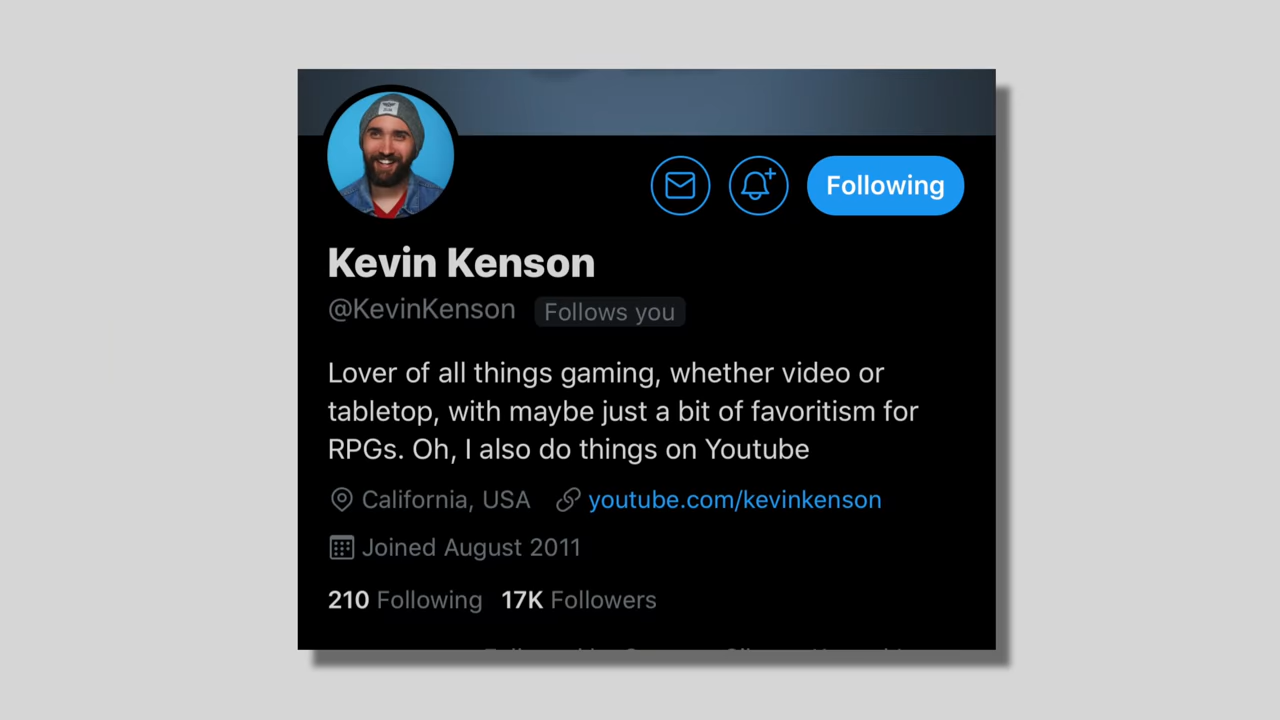 Following
Kevin Kenson
@KevinKenson Follows you
Lover of all things gaming, whether video or
tabletop, with maybe just a bit of favoritism for
RPGs. Oh, I also do things on Youtube
California, USA youtube.com/kevinkenson
Joined August 2011
210 Following 17K Followers